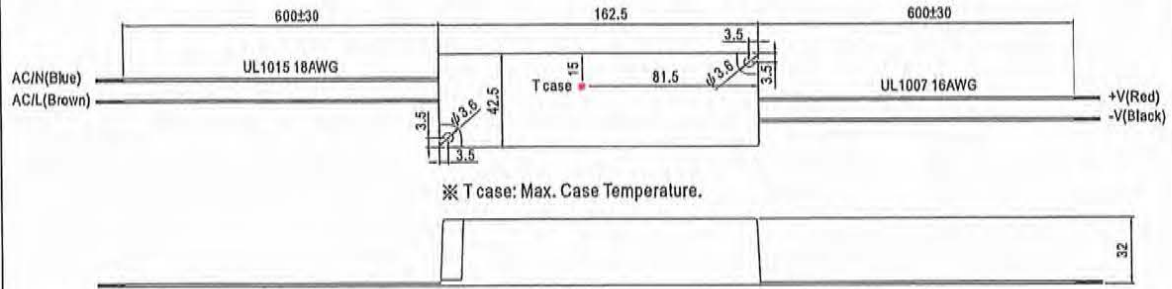 600±30 162.5 600±30
3.5
UL1015 18AWG
15
ψ3.6
3.5
AC/N(Blue)
T case
81.5
UL1007 16AWG
AC/L(Brown)
+V(Red)
42.5
ψ3.6
-V(Black)
3.5
3.5
※ T case: Max. Case Temperature.
32